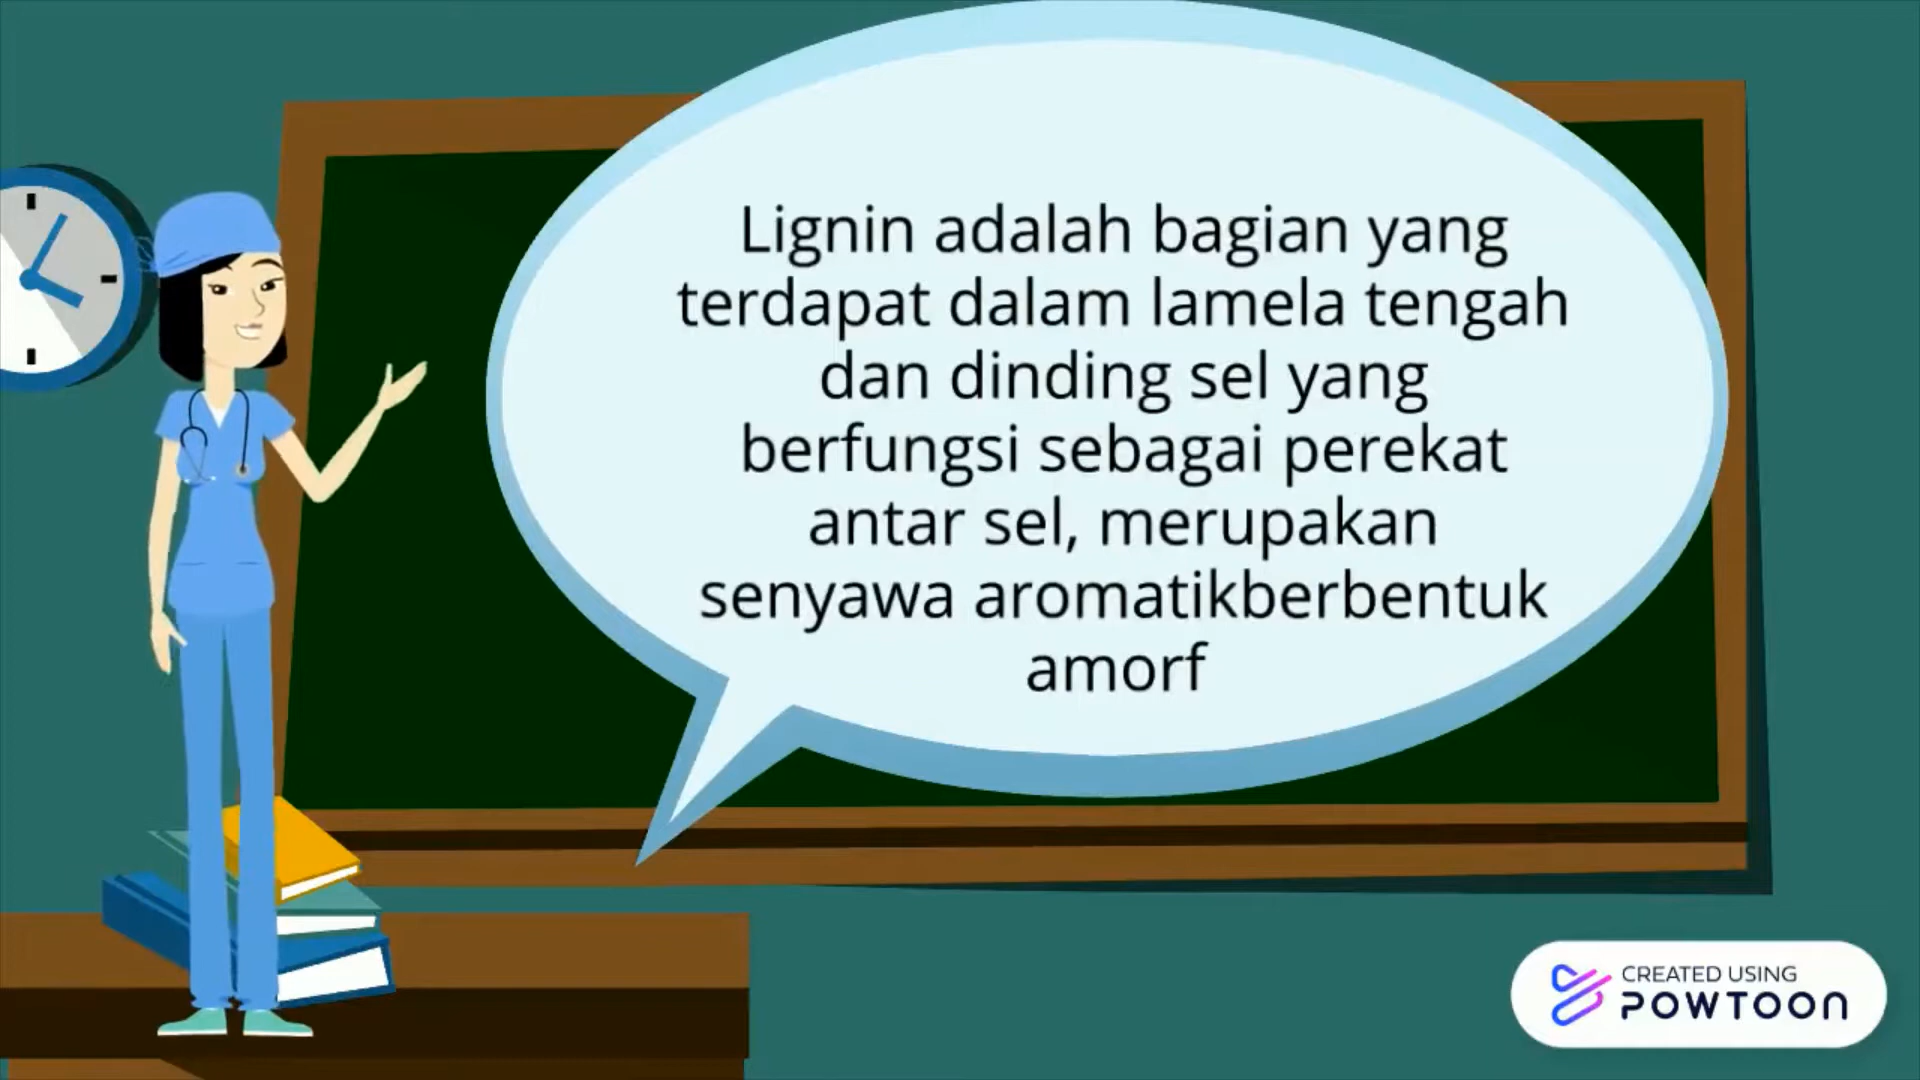 Lignin adalah bagian yang
terdapat dalam lamela tengah
dan dinding sel yang
berfungsi sebagai perekat
antar sel, merupakan
senyawa aromatikberbentuk
amorf
CREATED USING
POWTOON